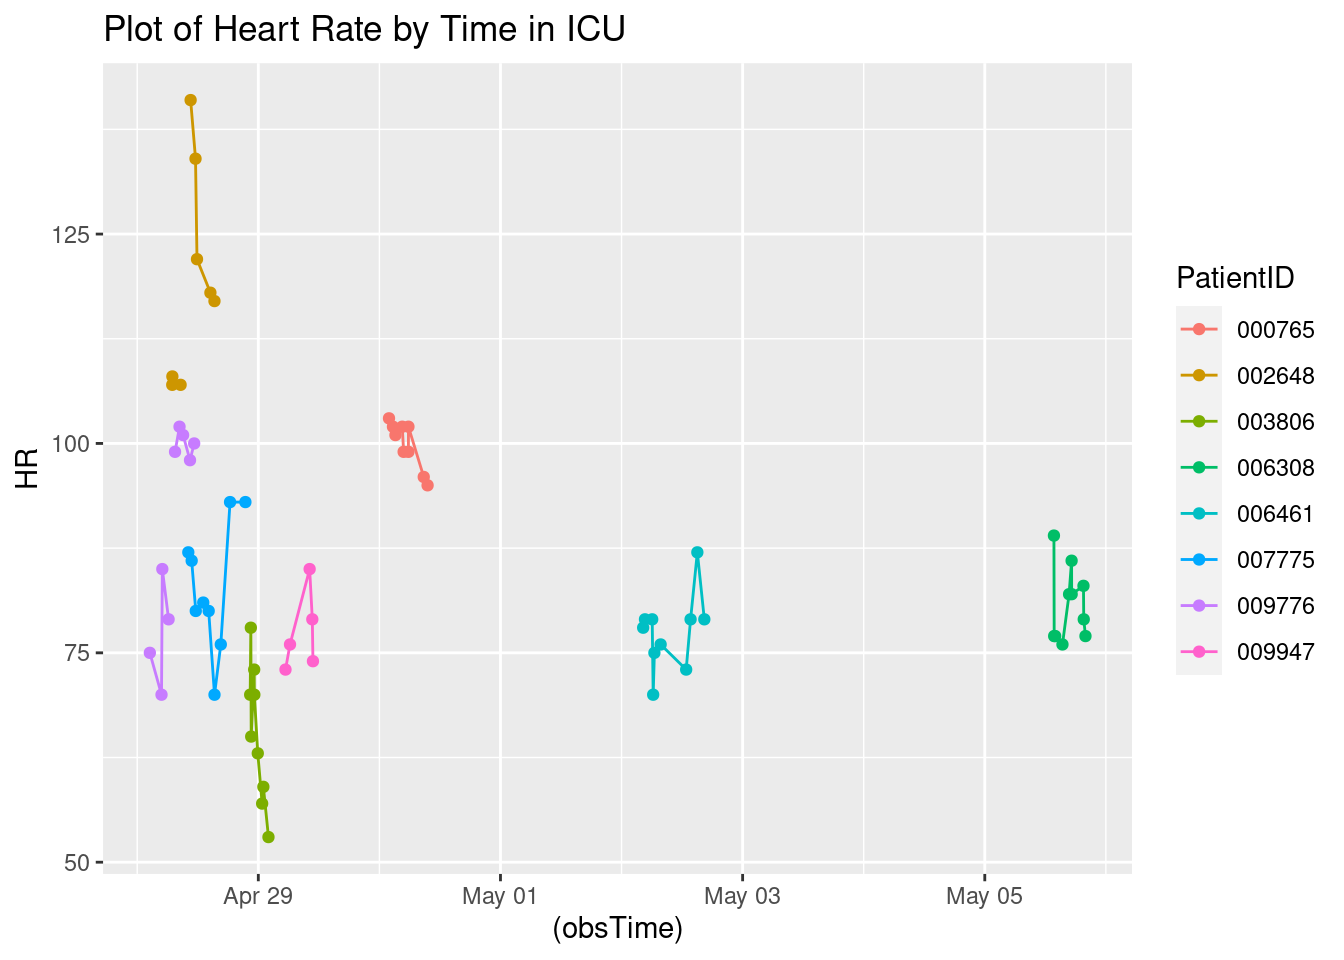 Plot of Heart Rate by Time in ICU
125
100
75
50
HR
Apr 29 May 01 May 03 May 05
(obsTime)
PatientID
000765
002648
003806
006308
006461
007775
009776
009947